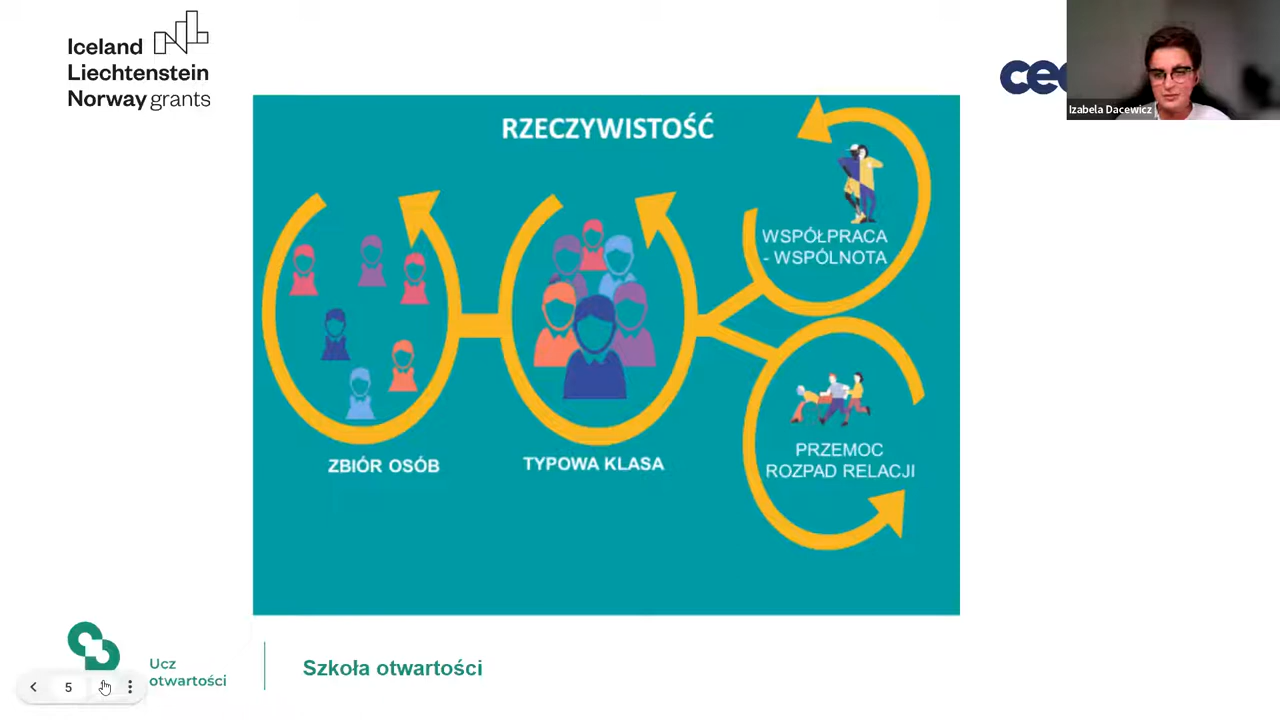 Iceland
Liechtenstein
Norway grants
Izabela Dacewicz
RZECZYWISTOŚĆ
WSPÓŁPRACA
- WSPÓLNOTA
ZBIÓR OSÓB
TYPOWA KLASA
PRZEMOC
ROZPAD RELACJI
Ucz
otwartości
Szkoła otwartości
5